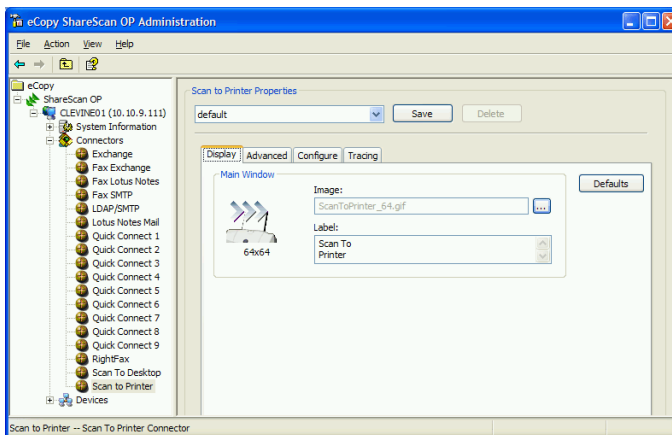 eCopy ShareScan OP Administration
File Action View Help
eCopy
ShareScan OP
CLEVINE01 (10.10.9.111)
System Information
Connectors
Exchange
Fax Exchange
Fax Lotus Notes
Fax SMTP
LDAP/SMTP
Lotus Notes Mail
Quick Connect 1
Quick Connect 2
Quick Connect 3
Quick Connect 4
Quick Connect 5
Quick Connect 6
Quick Connect 7
Quick Connect 8
Quick Connect 9
RightFax
Scan To Desktop
Scan to Printer
Devices
Scan to Printer Properties
default Save Delete
Display Advanced Configure Tracing
Main Window
Defaults
Image:
ScanToPrinter_64.gif ...
64x64
Label:
Scan To
Printer
Scan to Printer -- Scan To Printer Connector